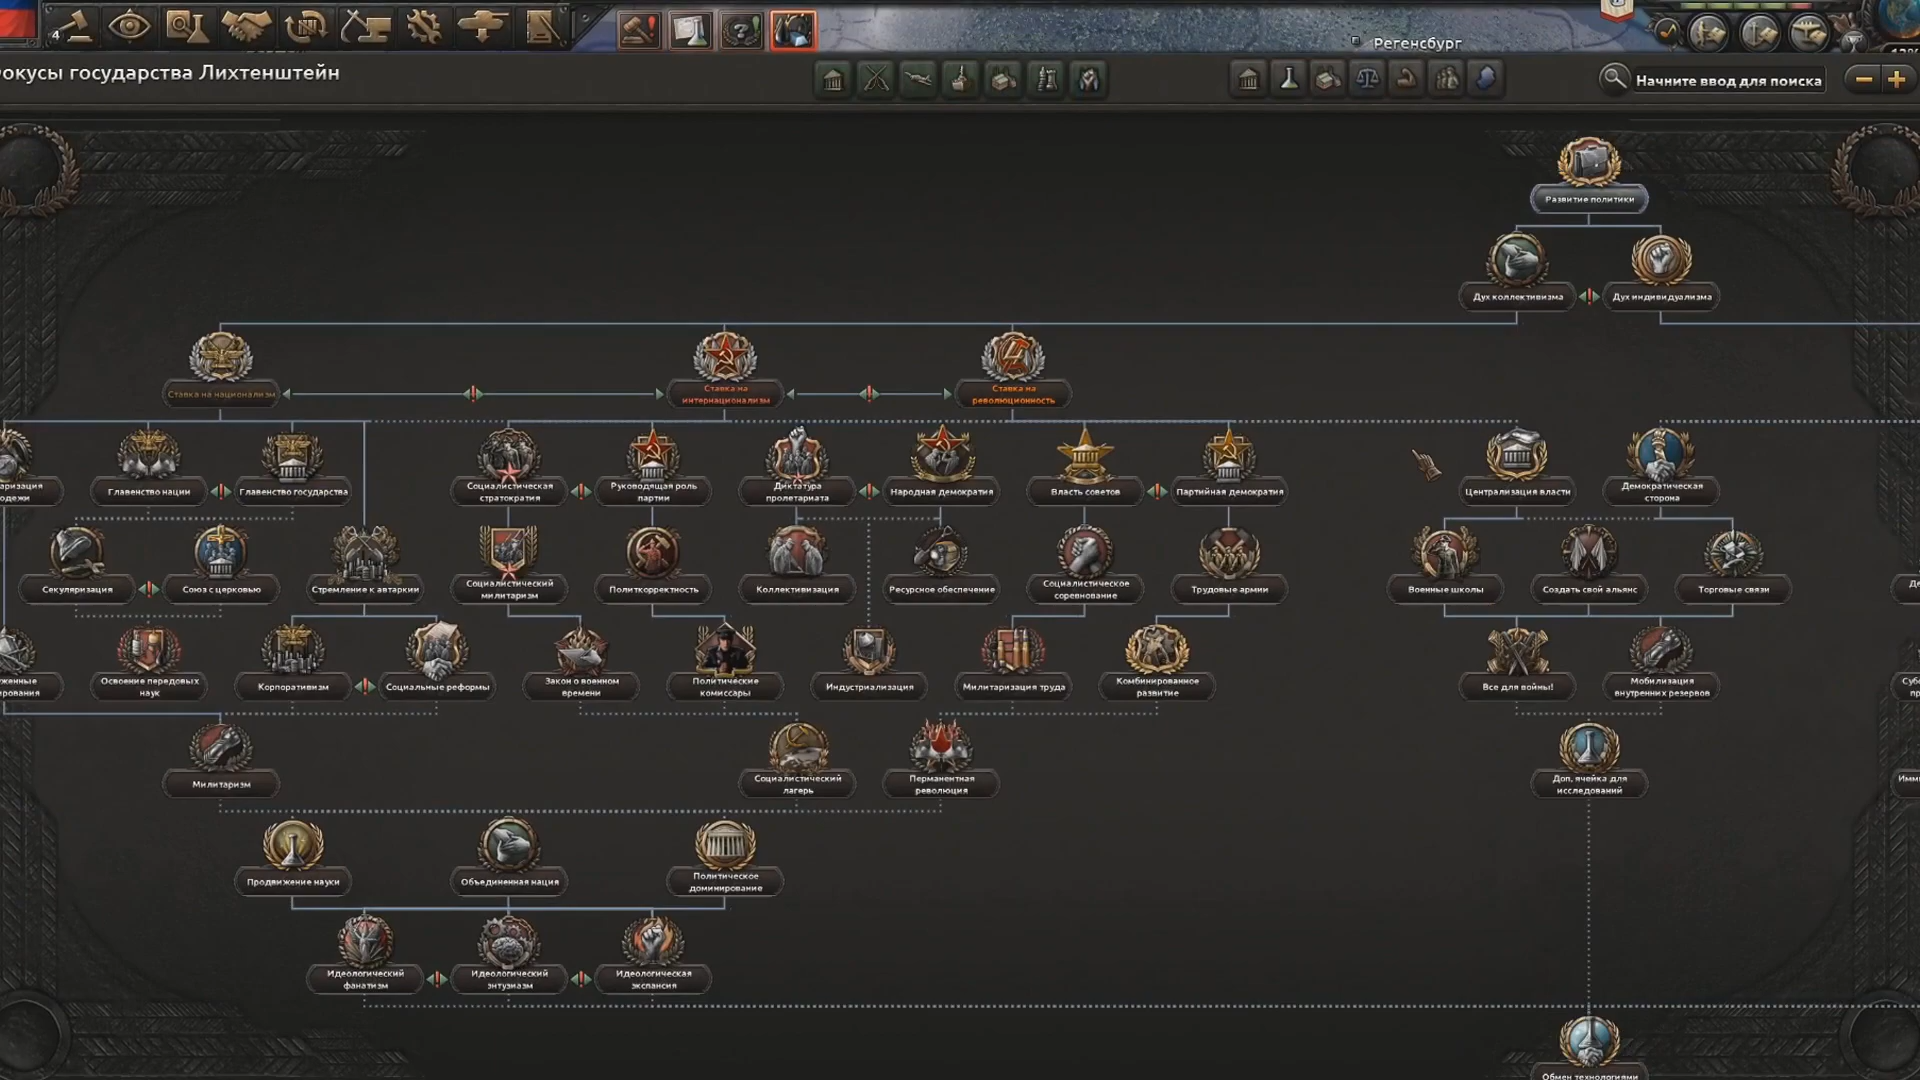 4
Регенсбург
окусы государства Лихтенштейн
Начните ввод для поиска
Развитие политики
Дух коллективизма
Дух индивидуализма
Ставка на национализм
Ставка на
интернационализм
Ставка на
революционность
Главенство нации
Главенство государства
Социалистическая
стратократия
Руководящая роль
партии
Диктатура
пролетариата
Народная демократия
Власть советов
Партийная демократия
Централизация власти
Демократическая
сторона
Секуляризация
Союз с церковью
Стремление к автаркии
Социалистический
милитаризм
Политкорректность
Коллективизация
Ресурсное обеспечение
Социалистическое
соревнование
Трудовые армии
Военные школы
Создать свой альянс
Торговые связи
Освоение передовых
наук
Корпоративизм
Социальные реформы
Закон о военном
времени
Политические
комиссары
Индустриализация
Милитаризация труда
Комбинированное
развитие
Все для войны!
Мобилизация
внутренних резервов
Милитаризм
Социалистический
лагерь
Перманентная
революция
Доп. ячейка для
исследований
Продвижение науки
Объединенная нация
Политическое
доминирование
Идеологический
фанатизм
Идеологический
энтузиазм
Идеологическая
экспансия
Обмен технологиями